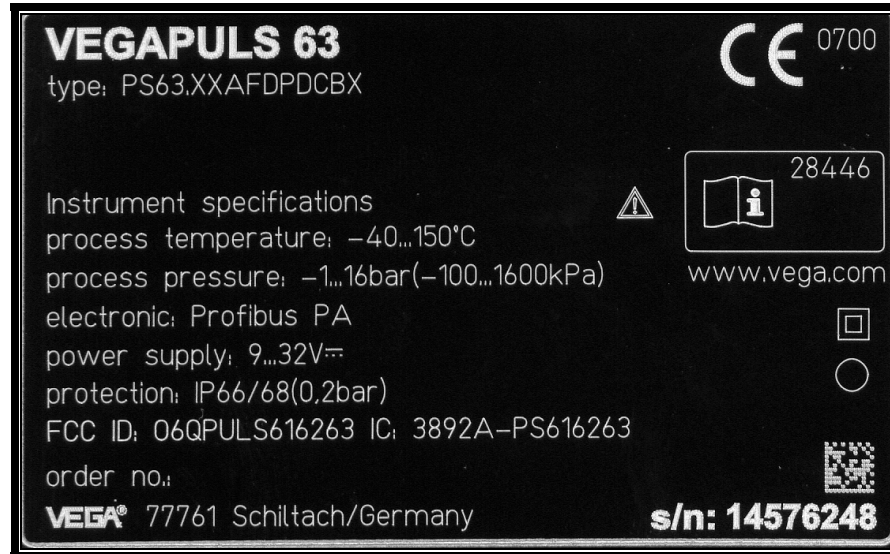 VEGAPULS 63
CE 0700
type: PS63.XXAFDPDCBX
28446
Instrument specifications
process temperature: -40...150°C
process pressure: -1...16bar(-100...1600kPa)
www.vega.com
electronic: Profibus PA
power supply: 9...32V⎓
protection: IP66/68(0,2bar)
FCC ID: O6QPULS616263 IC: 3892A-PS616263
order no.:
VEGA® 77761 Schiltach/Germany
s/n: 14576248